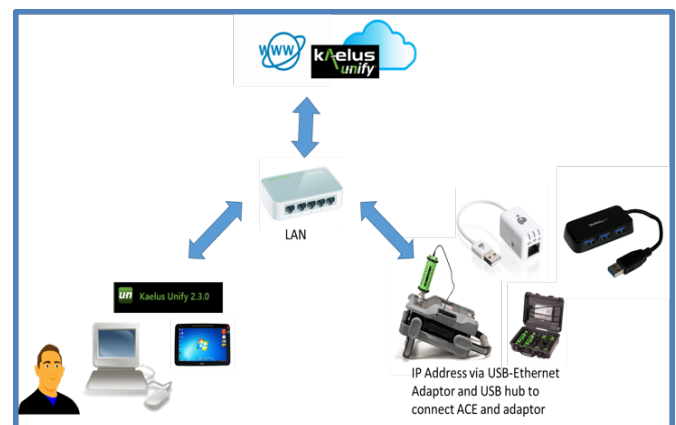 www
kAelus
unify
LAN
un Kaelus Unify 2.3.0
IP Address via USB-Ethernet
Adaptor and USB hub to
connect ACE and adaptor